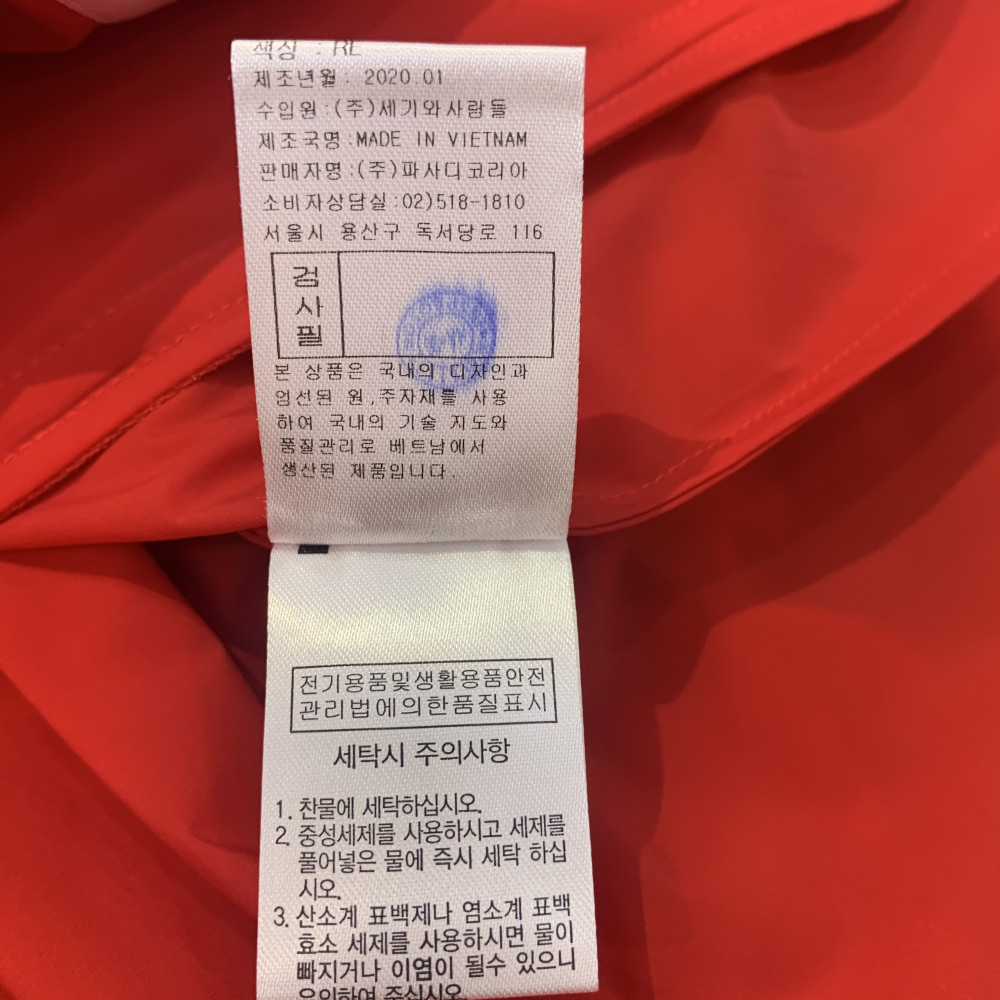 색상 : RE
제조년월: 2020.01
수입원:(주)세기와사람들
제조국명:MADE IN VIETNAM
판매자명:(주)파사디코리아
소비자상담실:02)518-1810
서울시 용산구 독서당로 116
검
사
필
본 상품은 국내의 디자인과
엄선된 원,주자재를 사용
하여 국내의 기술 지도와
품질관리로 베트남에서
생산된 제품입니다.
전기용품및생활용품안전
관리법에의한품질표시
세탁시 주의사항
1. 찬물에 세탁하십시오.
2. 중성세제를 사용하시고 세제를
풀어넣은 물에 즉시 세탁 하십
시오.
3. 산소계 표백제나 염소계 표백
효소 세제를 사용하시면 물이
빠지거나 이염이 될수 있으니
유의하여 주십시오.